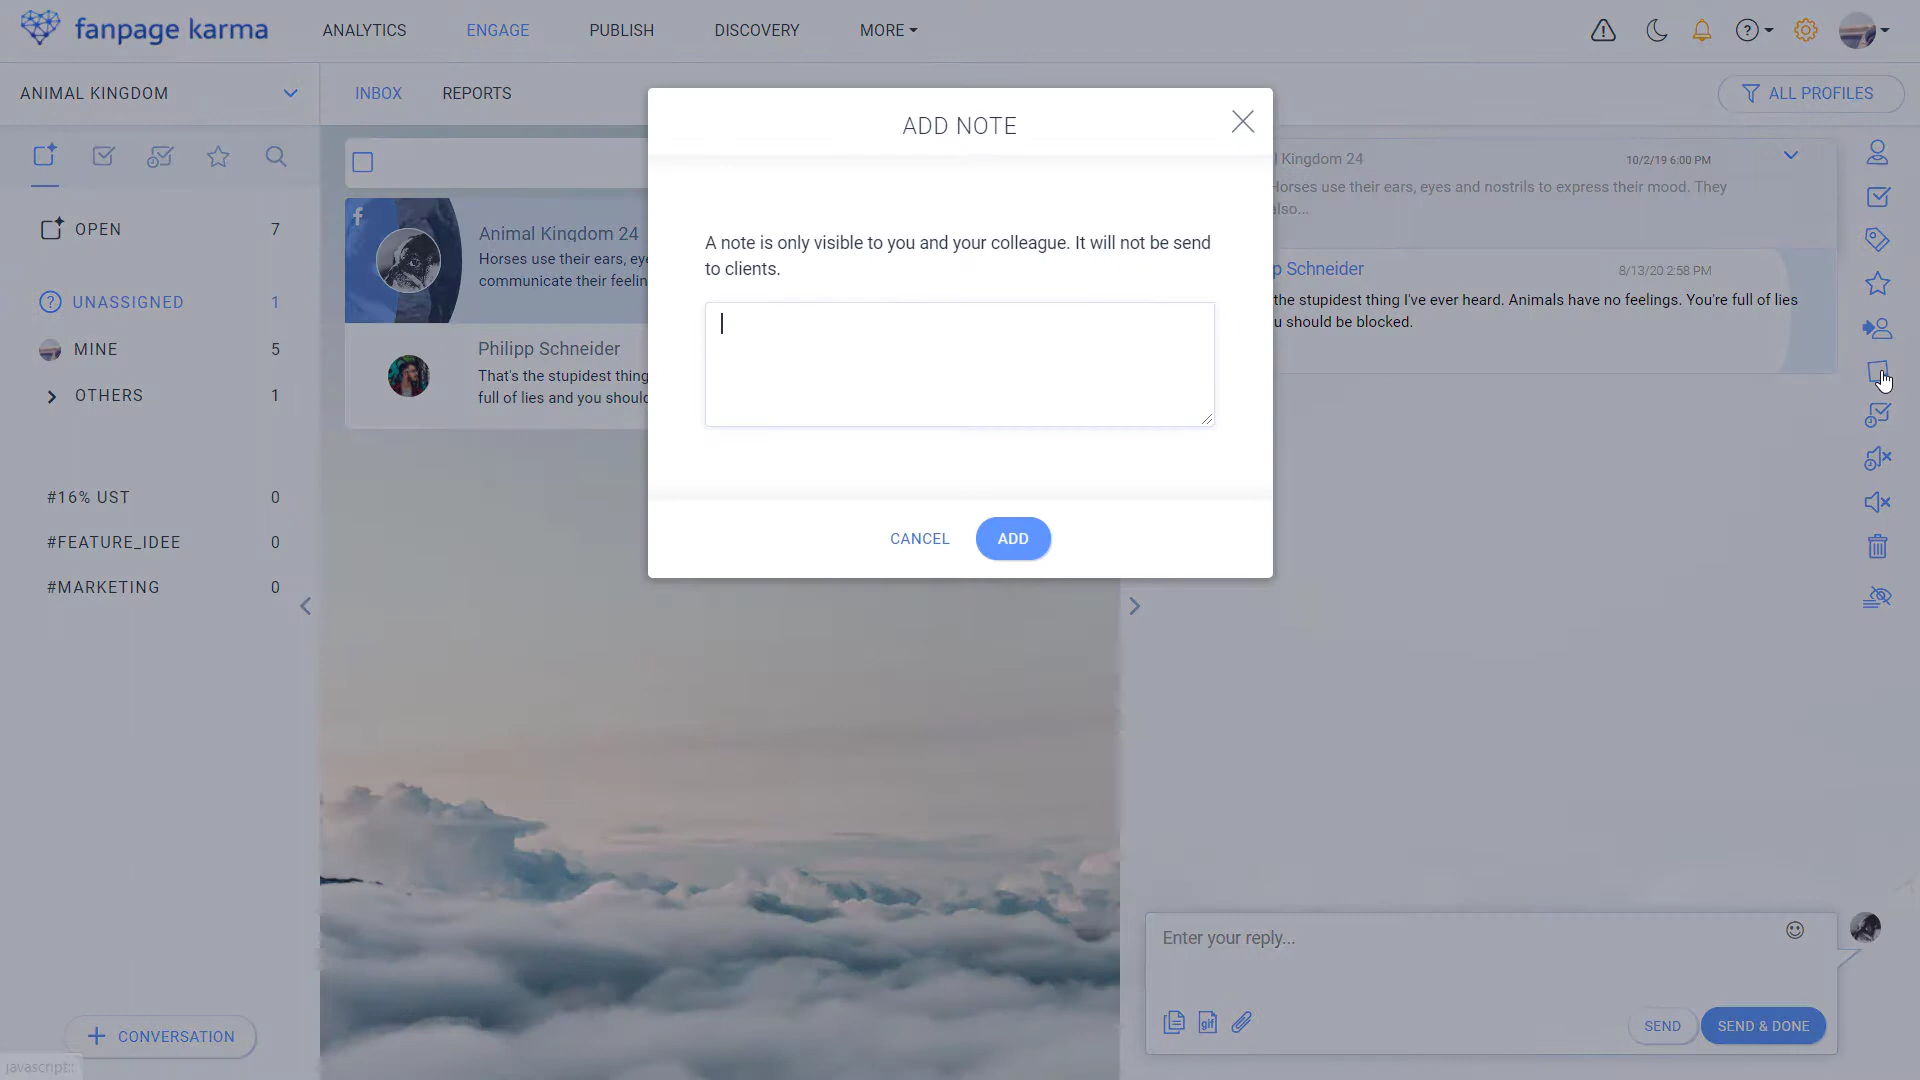 fanpage karma
ANALYTICS
ENGAGE
PUBLISH
DISCOVERY
MORE
ANIMAL KINGDOM
INBOX
REPORTS
ALL PROFILES
OPEN 7
UNASSIGNED 1
MINE 5
OTHERS 1
#16% UST 0
#FEATURE_IDEE 0
#MARKETING 0
CONVERSATION
javascript:;
Animal Kingdom 24
Horses use their ears, eye
communicate their feelin
Philipp Schneider
That's the stupidest thing
full of lies and you should
ADD NOTE
A note is only visible to you and your colleague. It will not be send
to clients.
CANCEL
ADD
Kingdom 24
10/2/19 6:00 PM
Horses use their ears, eyes and nostrils to express their mood. They
also...
p Schneider
8/13/20 2:58 PM
the stupidest thing I've ever heard. Animals have no feelings. You're full of lies
u should be blocked.
Enter your reply...
gif
SEND
SEND & DONE